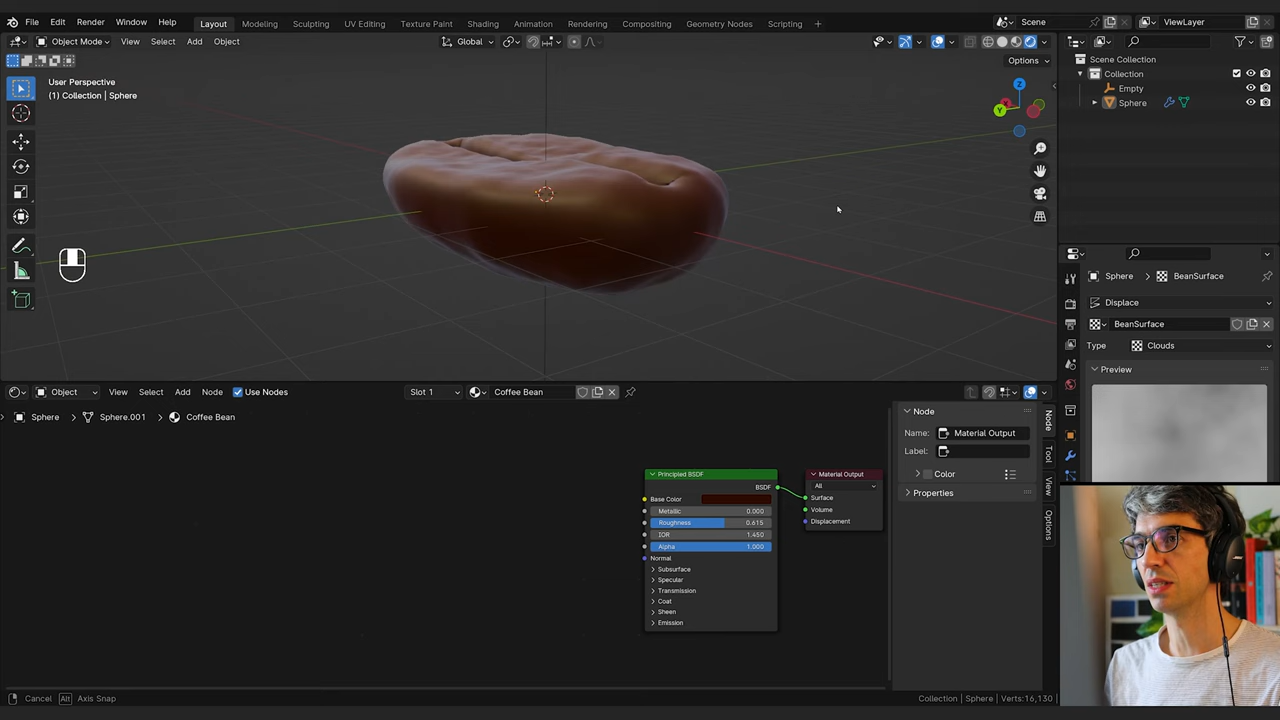 File Edit Render Window Help Layout Modeling Sculpting UV Editing Texture Paint Shading Animation Rendering Compositing Geometry Nodes Scripting + Scene ViewLayer
Object Mode View Select Add Object Global
Options
User Perspective
(1) Collection | Sphere
Z
Y
Scene Collection
Collection
Empty
Sphere
Sphere > BeanSurface
Displace
BeanSurface
Type Clouds
Preview
Object View Select Add Node Use Nodes Slot 1 Coffee Bean
Sphere > Sphere.001 > Coffee Bean
Principled BSDF
BSDF
Base Color
Metallic 0.000
Roughness 0.615
IOR 1.450
Alpha 1.000
Normal
Subsurface
Specular
Transmission
Coat
Sheen
Emission
Material Output
All
Surface
Volume
Displacement
Node
Name: Material Output
Label:
Color
Properties
Node
Tool
View
Options
Cancel Alt Axis Snap
Collection | Sphere Verts:16,130